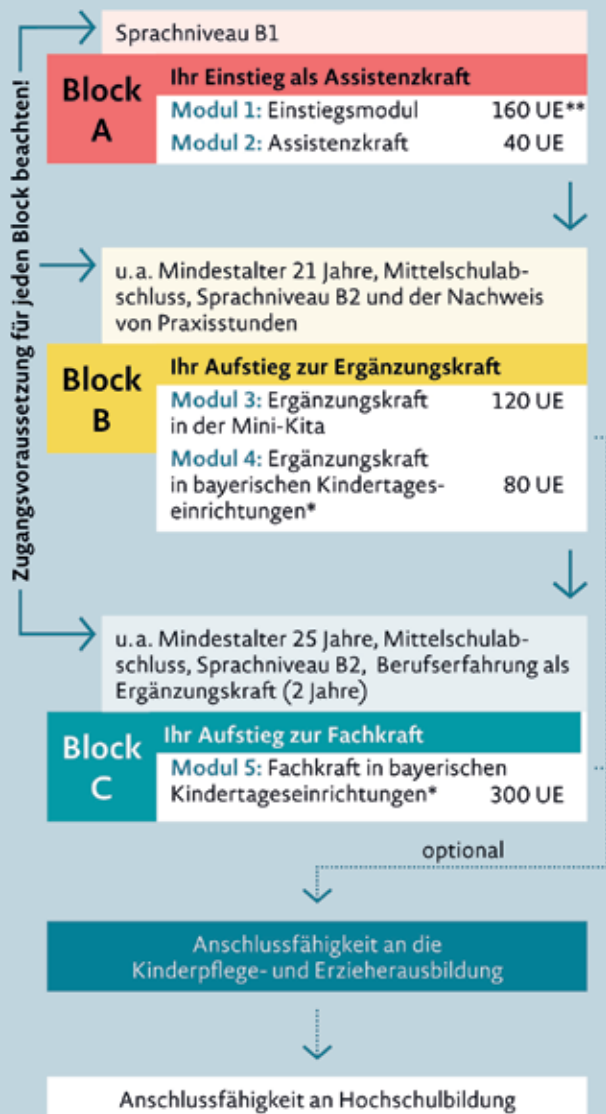 Zugangsvoraussetzung für jeden Block beachten!
Sprachniveau B1
Block
A
Ihr Einstieg als Assistenzkraft
Modul 1: Einstiegsmodul 160 UE**
Modul 2: Assistenzkraft 40 UE
u.a. Mindestalter 21 Jahre, Mittelschulab-
schluss, Sprachniveau B2 und der Nachweis
von Praxisstunden
Block
B
Ihr Aufstieg zur Ergänzungskraft
Modul 3: Ergänzungskraft 120 UE
in der Mini-Kita
Modul 4: Ergänzungskraft
in bayerischen Kindertages- 80 UE
einrichtungen*
u.a. Mindestalter 25 Jahre, Mittelschulab-
schluss, Sprachniveau B2, Berufserfahrung als
Ergänzungskraft (2 Jahre)
Block
C
Ihr Aufstieg zur Fachkraft
Modul 5: Fachkraft in bayerischen
Kindertageseinrichtungen* 300 UE
optional
Anschlussfähigkeit an die
Kinderpflege- und Erzieherausbildung
Anschlussfähigkeit an Hochschulbildung